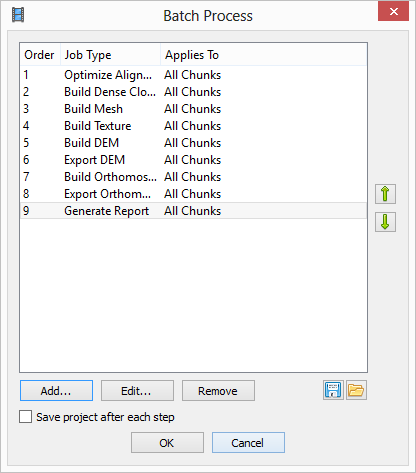 Batch Process
Order Job Type Applies To
1 Optimize Align... All Chunks
2 Build Dense Clo... All Chunks
3 Build Mesh All Chunks
4 Build Texture All Chunks
5 Build DEM All Chunks
6 Export DEM All Chunks
7 Build Orthomos... All Chunks
8 Export Orthom... All Chunks
9 Generate Report All Chunks
Add... Edit... Remove
Save project after each step
OK Cancel